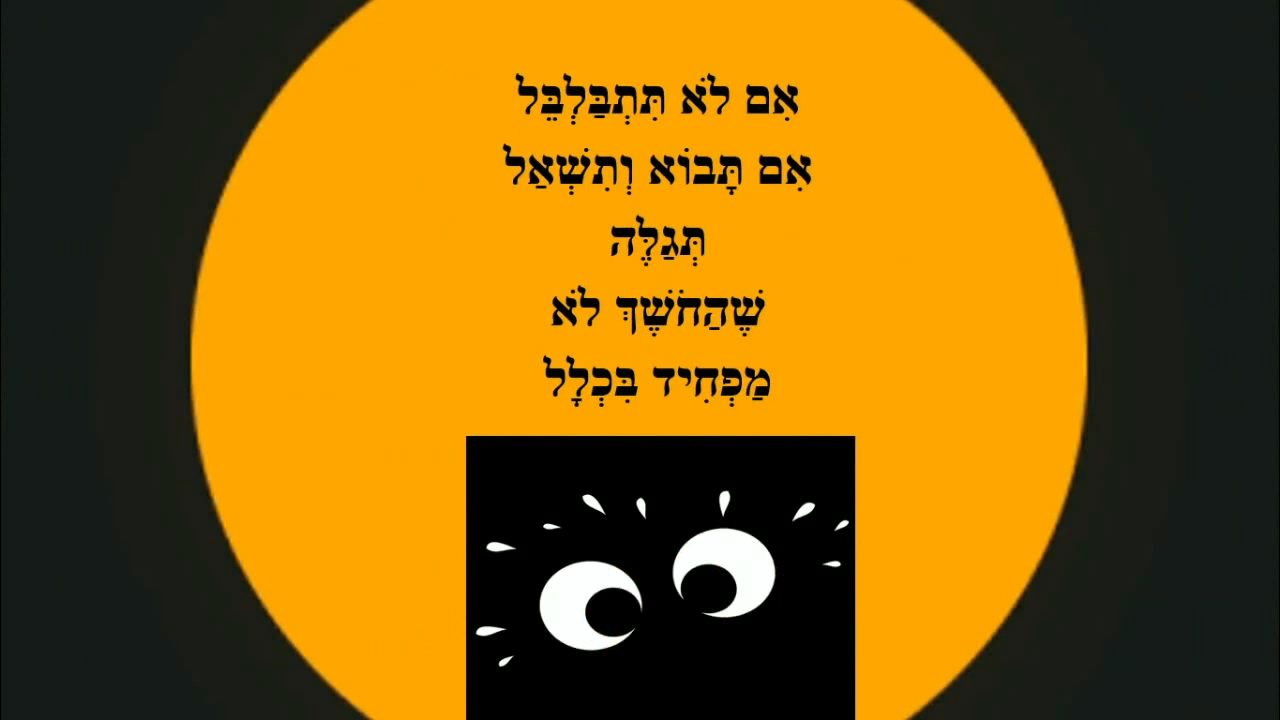 אִם לֹא תִּתְבַּלְבֵּל
אִם תָּבוֹא וְתִשְׁאַל
תְּגַלֶּה
שֶׁהַחֹשֶׁךְ לֹא
מַפְחִיד בִּכְלָל